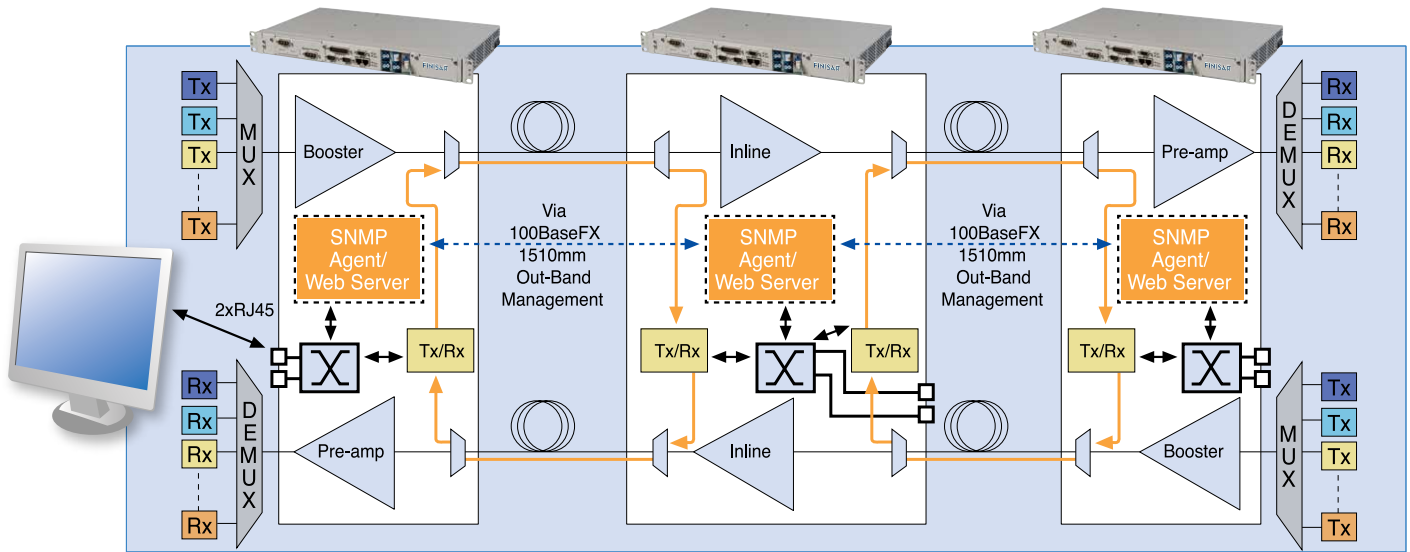 FINISAR
FINISAR
FINISAR
Tx
Tx
Tx
Tx
MUX
Booster
Inline
Pre-amp
DEMUX
Rx
Rx
Rx
Rx
SNMP
Agent/
Web Server
Via
100BaseFX
1510mm
Out-Band
Management
SNMP
Agent/
Web Server
Via
100BaseFX
1510mm
Out-Band
Management
SNMP
Agent/
Web Server
2xRJ45
Tx/Rx
Tx/Rx
Tx/Rx
Tx/Rx
Rx
Rx
Rx
Rx
DEMUX
Pre-amp
Inline
Booster
MUX
Tx
Tx
Tx
Tx